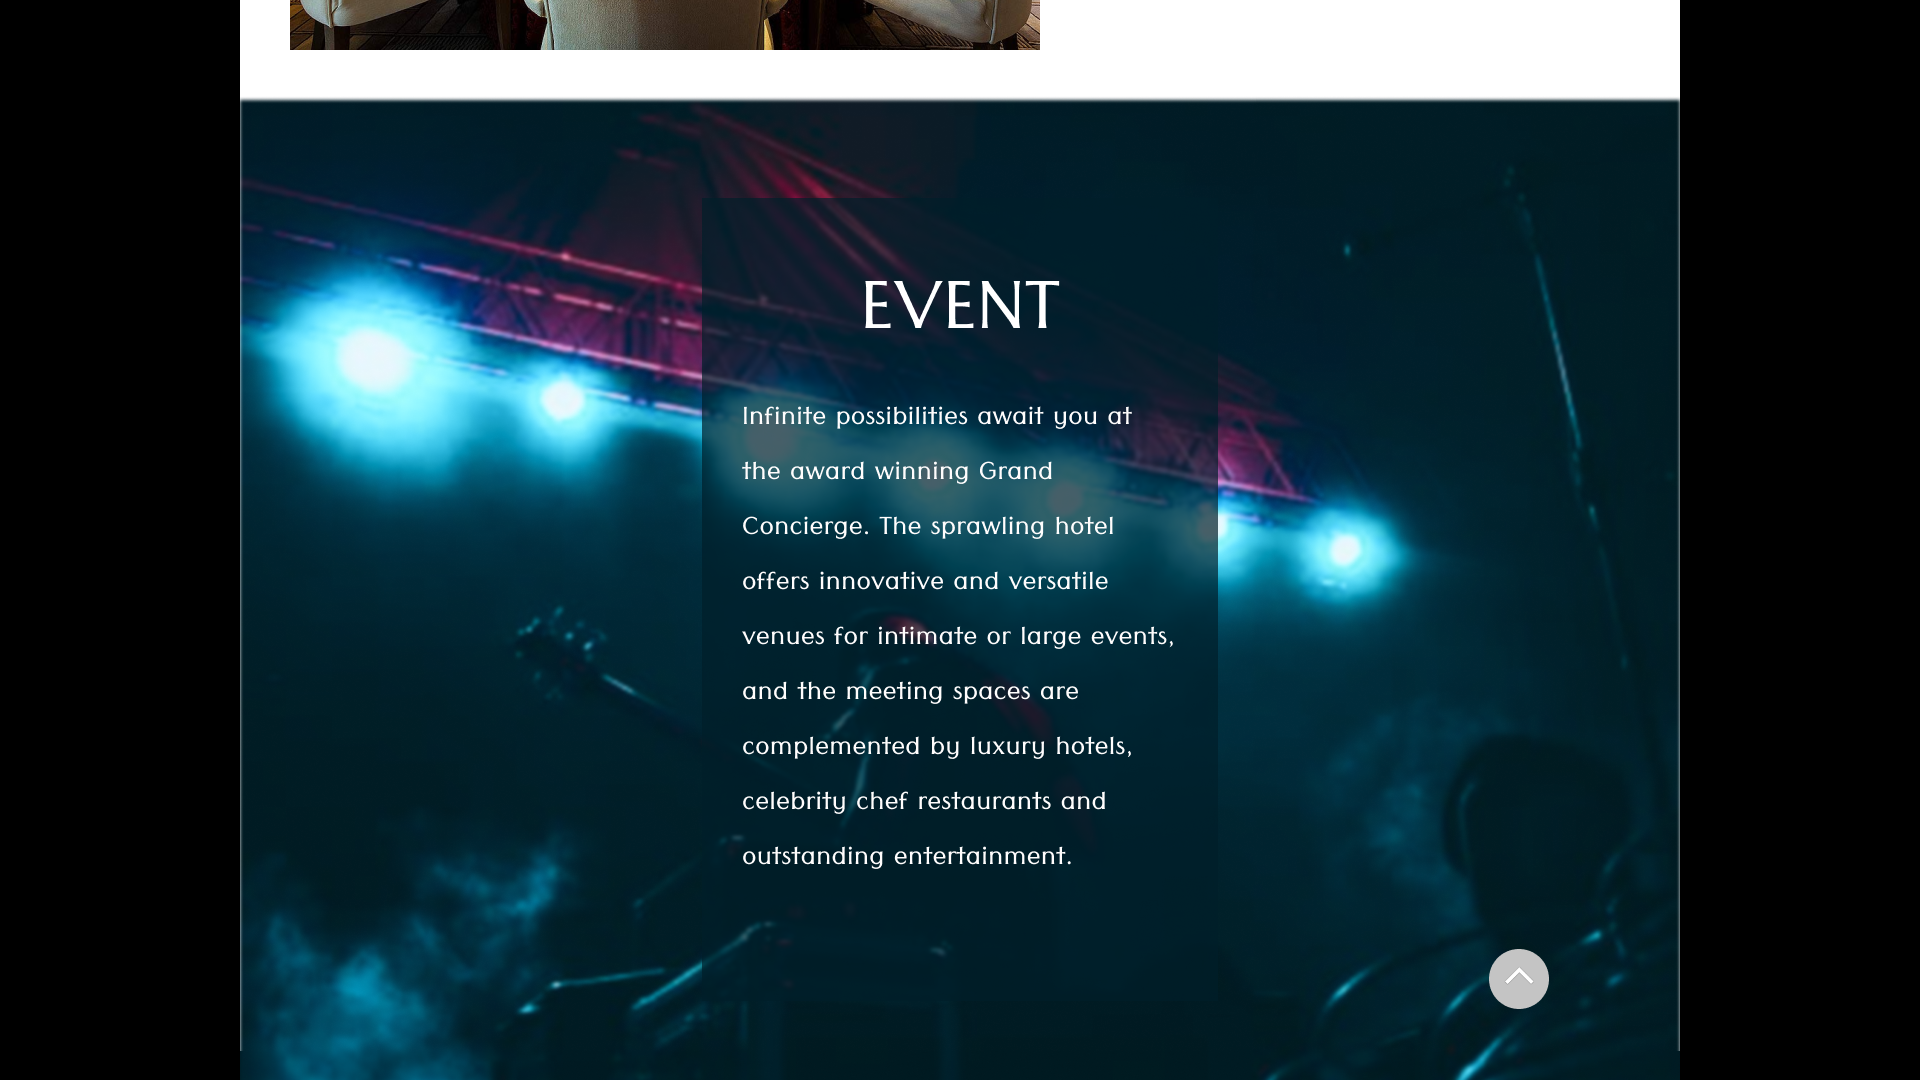 EVENT
Infinite possibilities await you at
the award winning Grand
Concierge. The sprawling hotel
offers innovative and versatile
venues for intimate or large events,
and the meeting spaces are
complemented by luxury hotels,
celebrity chef restaurants and
outstanding entertainment.